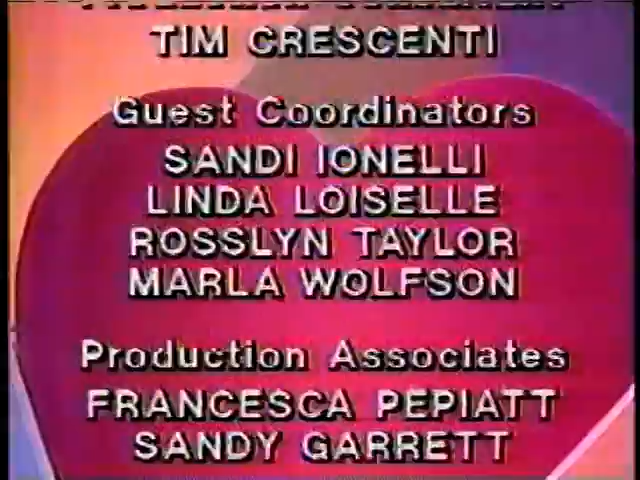 TIM CRESCENTI
Guest Coordinators
SANDI IONELLI
LINDA LOISELLE
ROSSLYN TAYLOR
MARLA WOLFSON
Production Associates
FRANCESCA PEPIATT
SANDY GARRETT